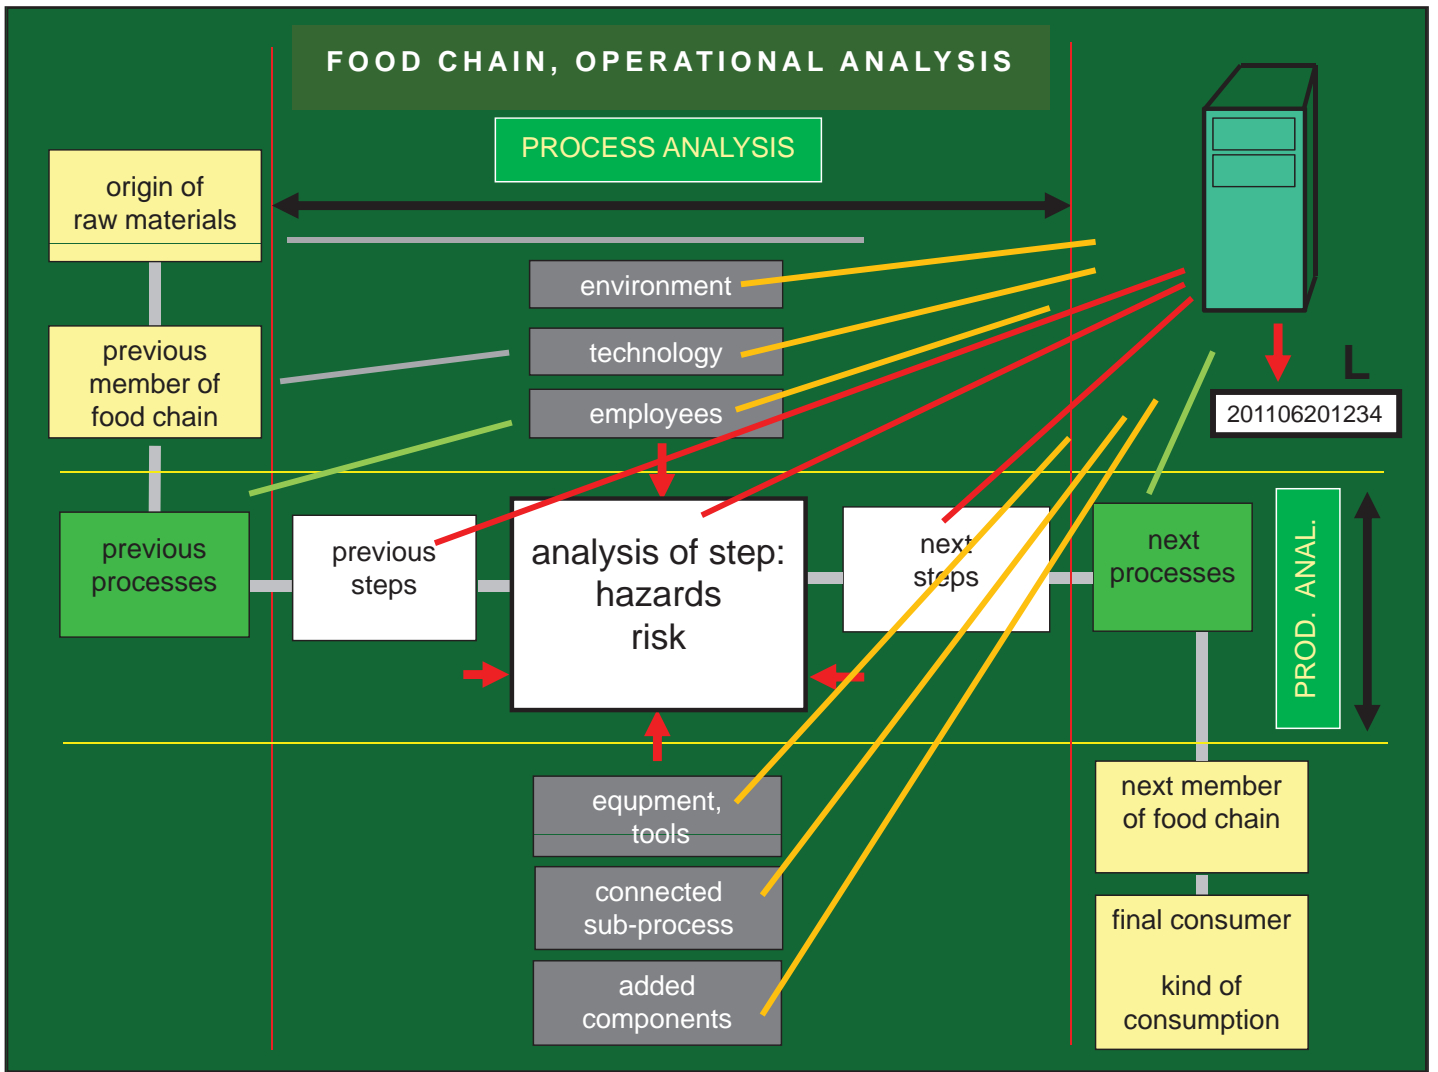 FOOD CHAIN, OPERATIONAL ANALYSIS
PROCESS ANALYSIS
origin of
raw materials
environment
technology
employees
previous
member of
food chain
L
201106201234
previous
processes
previous
steps
analysis of step:
hazards
risk
next
steps
next
processes
PROD. ANAL.
equpment,
tools
connected
sub-process
added
components
next member
of food chain
final consumer
kind of
consumption